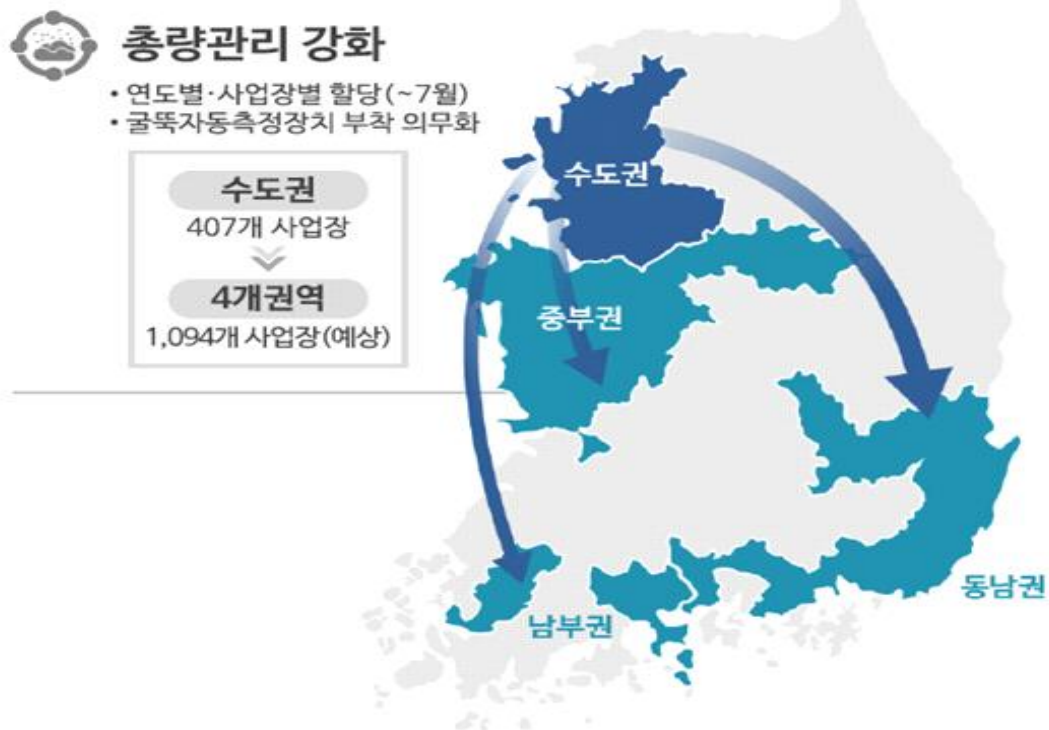 총량관리 강화
• 연도별·사업장별 할당(~7월)
• 굴뚝자동측정장치 부착 의무화
수도권
407개 사업장
4개권역
1,094개 사업장(예상)
수도권
중부권
동남권
남부권